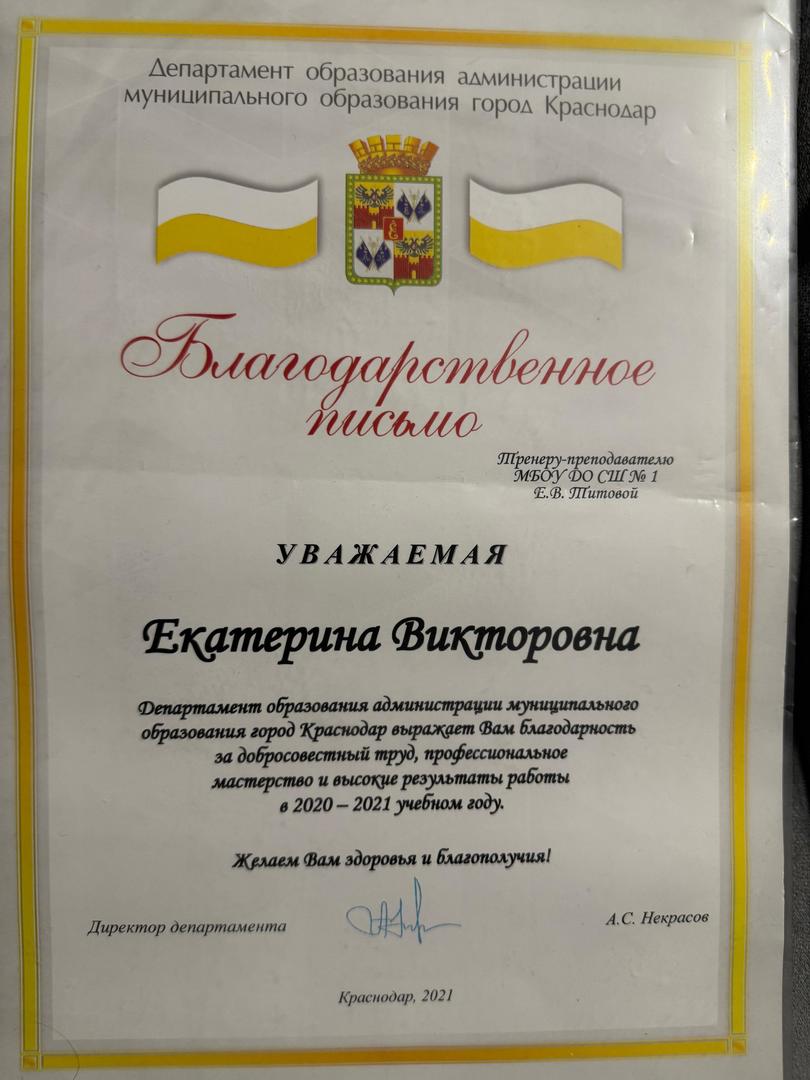 Департамент образования администрации
муниципального образования город Краснодар
Благодарственное
письмо
Тренеру-преподавателю
МБОУ ДО СШ № 1
Е.В. Титовой
УВАЖАЕМАЯ
Екатерина Викторовна
Департамент образования администрации муниципального
образования город Краснодар выражает Вам благодарность
за добросовестный труд, профессиональное
мастерство и высокие результаты работы
в 2020 – 2021 учебном году.
Желаем Вам здоровья и благополучия!
Директор департамента
А.С. Некрасов
Краснодар, 2021